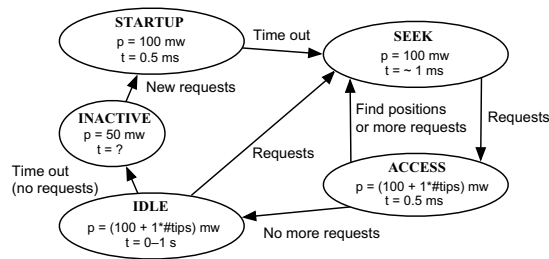 STARTUP
p = 100 mw
t = 0.5 ms
Time out
SEEK
p = 100 mw
t = ~ 1 ms
New requests
INACTIVE
p = 50 mw
t = ?
Find positions
or more requests
Requests
Requests
Time out
(no requests)
ACCESS
p = (100 + 1*#tips) mw
t = 0.5 ms
IDLE
p = (100 + 1*#tips) mw
t = 0–1 s
No more requests